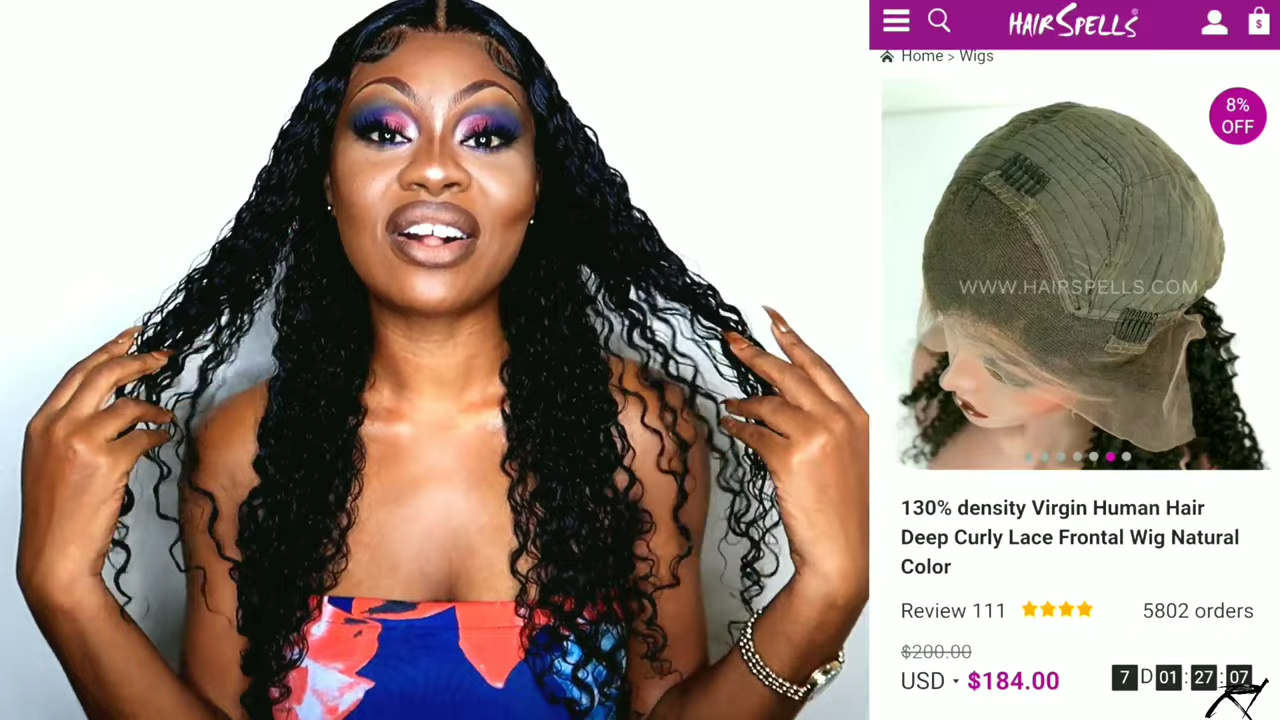 HAIRSPELLS
Home > Wigs
8%
OFF
WWW.HAIRSPELLS.COM
130% density Virgin Human Hair
Deep Curly Lace Frontal Wig Natural
Color
Review 111 5802 orders
$200.00
USD $184.00 7 D 01 : 27 : 07